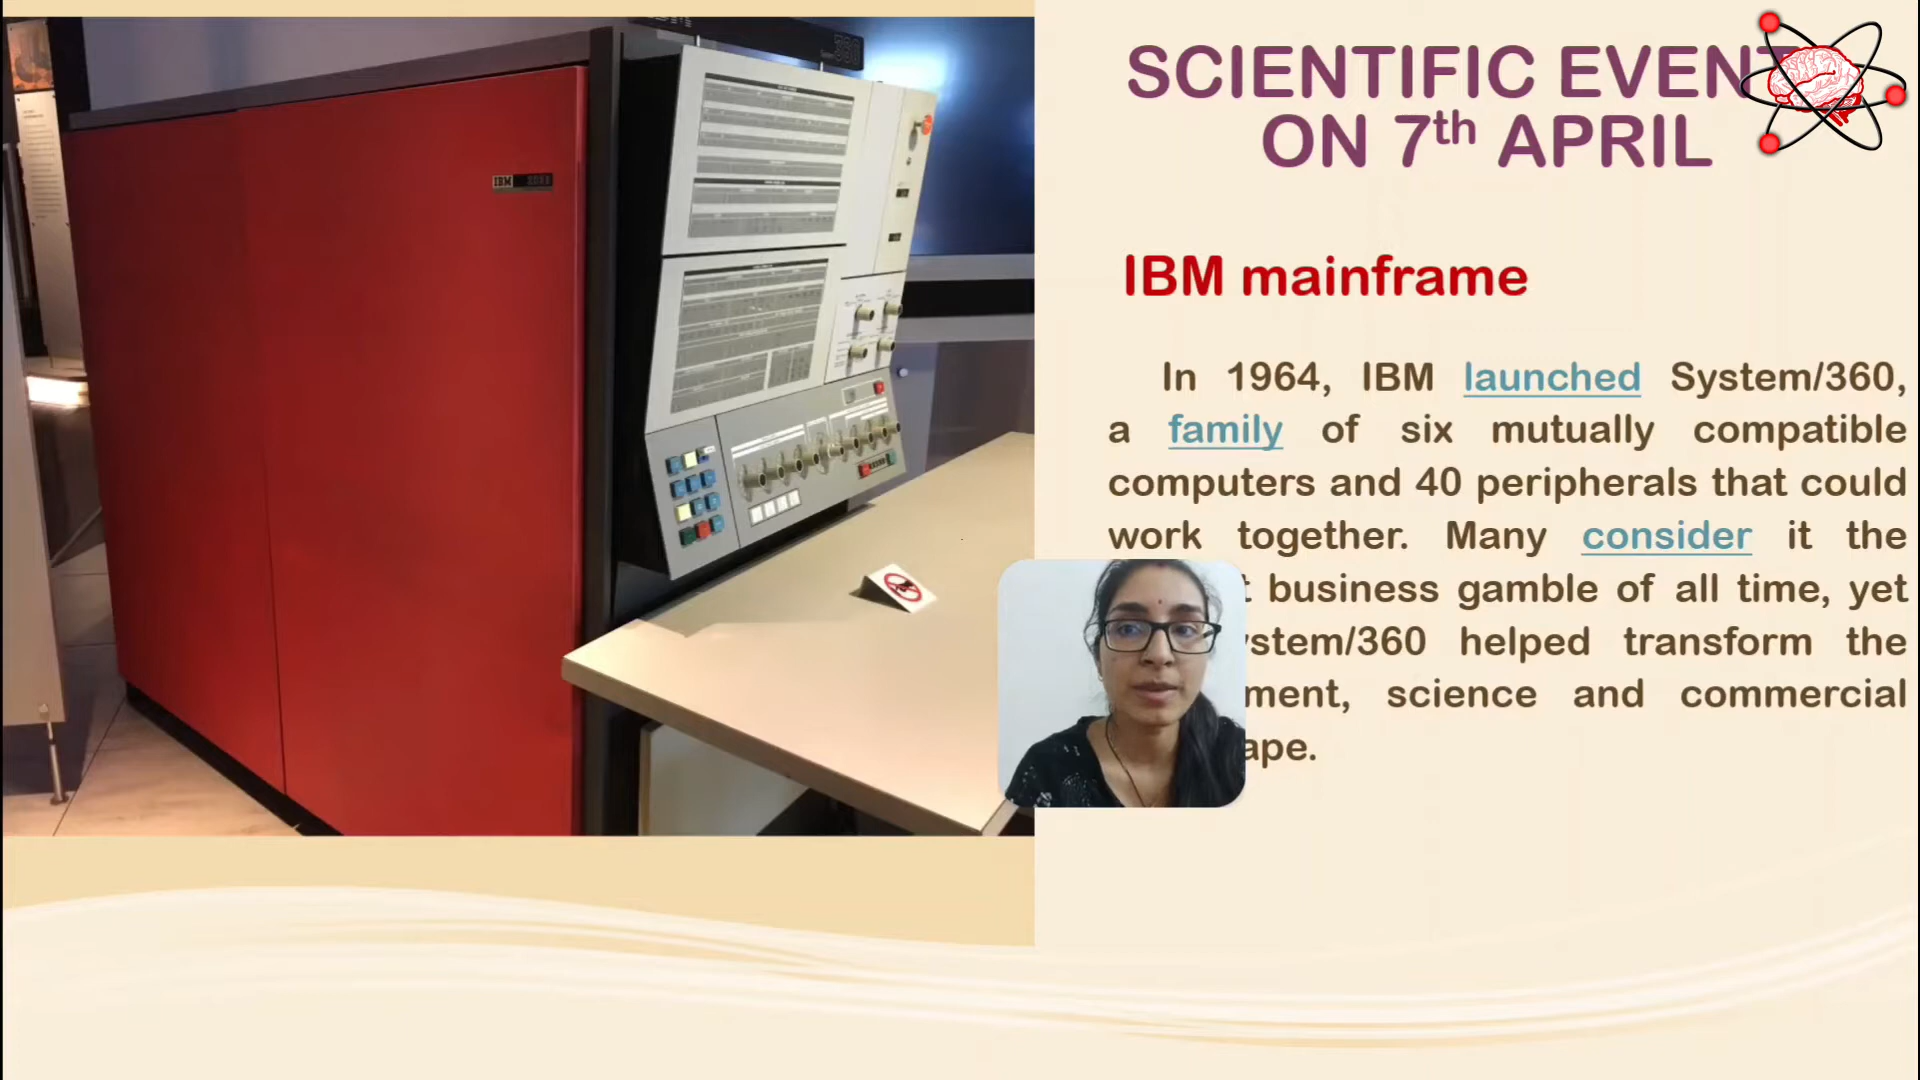 SCIENTIFIC EVENT
ON 7th APRIL
IBM mainframe
In 1964, IBM launched System/360,
a family of six mutually compatible
computers and 40 peripherals that could
work together. Many consider it the
business gamble of all time, yet
ystem/360 helped transform the
ment, science and commercial
ape.
IBM